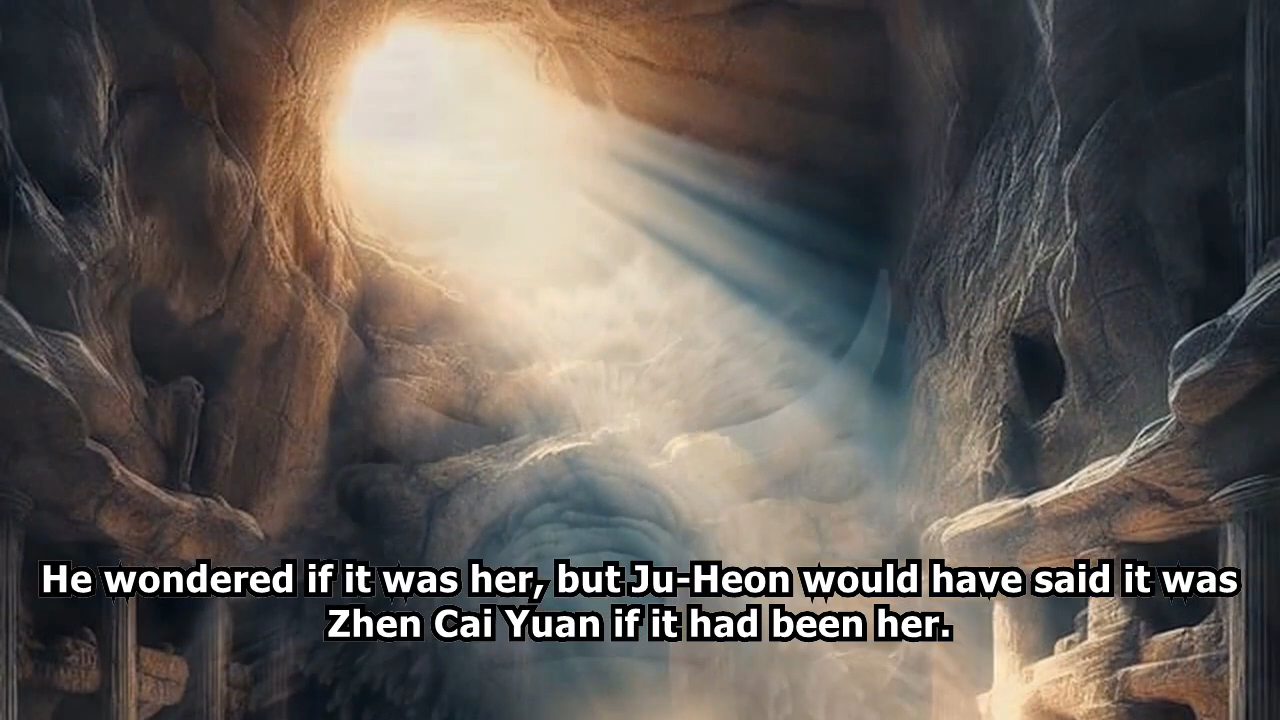 He wondered if it was her, but Ju-Heon would have said it was
Zhen Cai Yuan if it had been her.